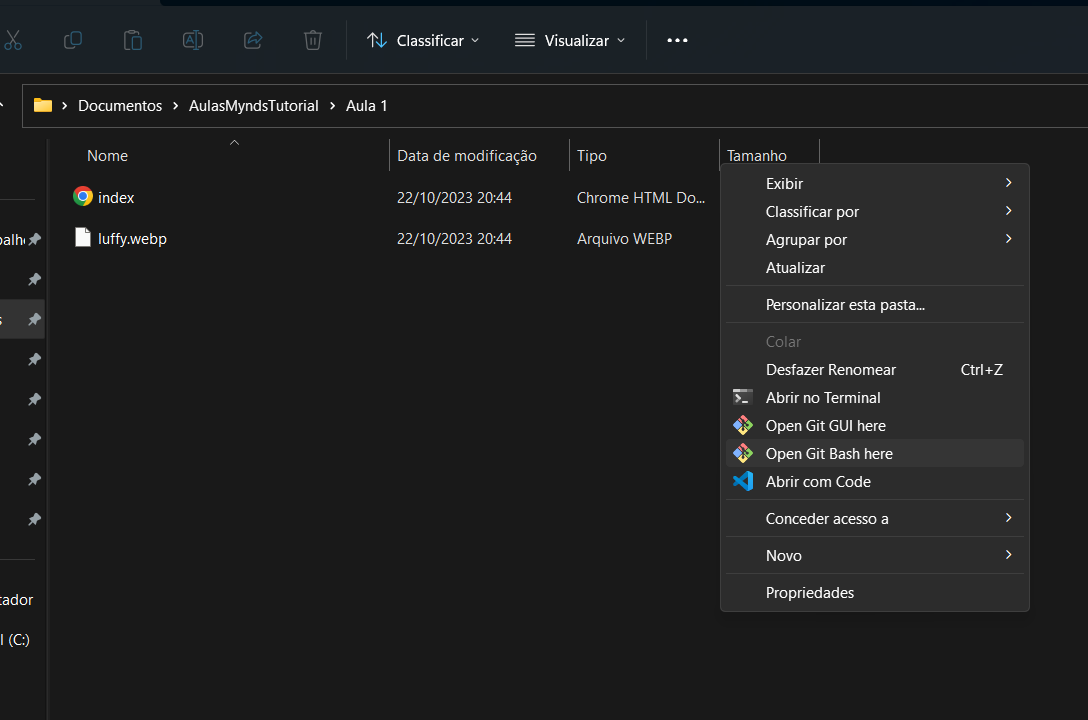 Classificar
Visualizar
Documentos > AulasMyndsTutorial > Aula 1
Nome
Data de modificação
Tipo
Tamanho
index
22/10/2023 20:44
Chrome HTML Do...
luffy.webp
22/10/2023 20:44
Arquivo WEBP
Exibir
Classificar por
Agrupar por
Atualizar
Personalizar esta pasta...
Colar
Desfazer Renomear
Ctrl+Z
Abrir no Terminal
Open Git GUI here
Open Git Bash here
Abrir com Code
Conceder acesso a
Novo
Propriedades
(C:)